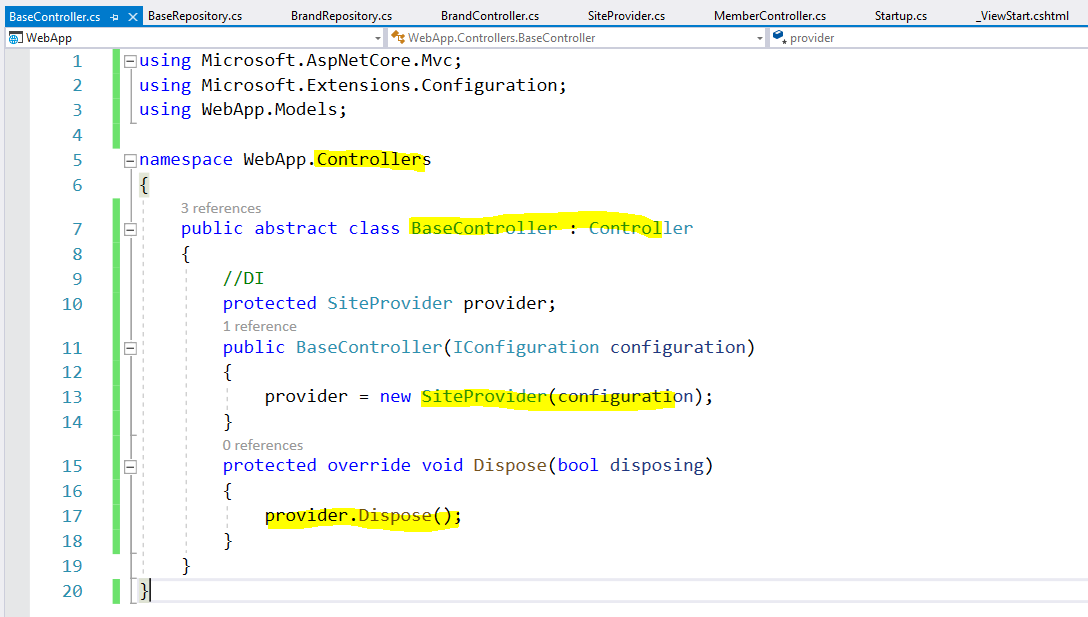 BaseController.cs BaseRepository.cs BrandRepository.cs BrandController.cs SiteProvider.cs MemberController.cs Startup.cs _ViewStart.cshtml
WebApp WebApp.Controllers.BaseController provider
1 using Microsoft.AspNetCore.Mvc;
2 using Microsoft.Extensions.Configuration;
3 using WebApp.Models;
4
5 namespace WebApp.Controllers
6 {
3 references
7 public abstract class BaseController : Controller
8 {
9 //DI
10 protected SiteProvider provider;
1 reference
11 public BaseController(IConfiguration configuration)
12 {
13 provider = new SiteProvider(configuration);
14 }
0 references
15 protected override void Dispose(bool disposing)
16 {
17 provider.Dispose();
18 }
19 }
20 }